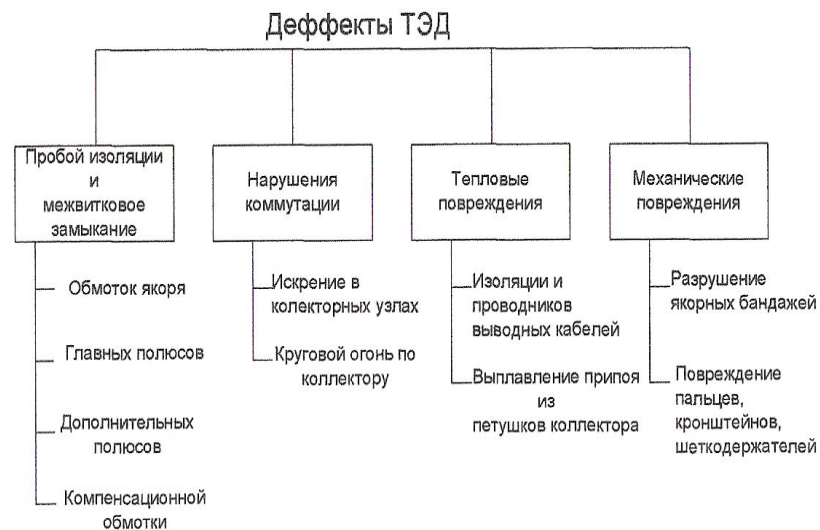 Деффекты ТЭД
Пробой изоляции
и
межвитковое
замыкание
Обмоток якоря
Главных полюсов
Дополнительных
полюсов
Компенсационной
обмотки
Нарушения
коммутации
Искрение в
колекторных узлах
Круговой огонь по
коллектору
Тепловые
повреждения
Изоляции и
проводников
выводных кабелей
Выплавление припоя
из
петушков коллектора
Механические
повреждения
Разрушение
якорных бандажей
Повреждение
пальцев,
кронштейнов,
шеткодержателей